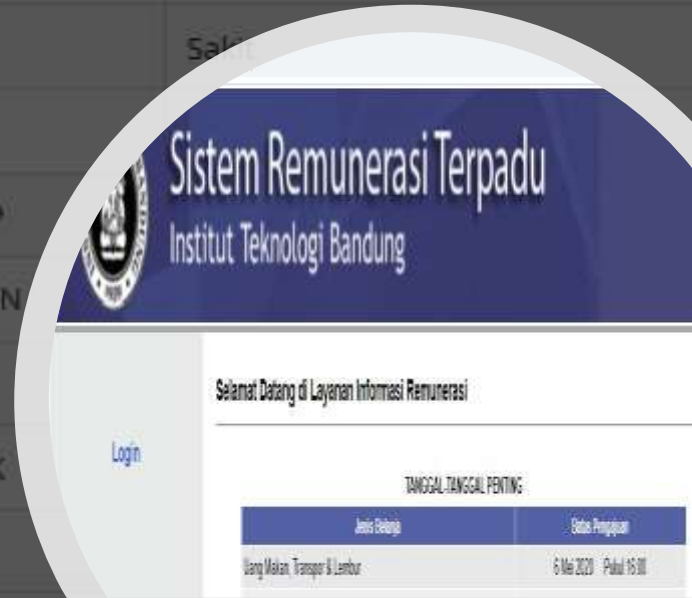 Sakit
Sistem Remunerasi Terpadu
Institut Teknologi Bandung
N
Selamat Datang di Layanan Informasi Remunerasi
Login
K
TANGGAL-TANGGAL PENTING
Jenis Belanja Batas Pengajuan
Uang Makan, Transpor & Lembur 6 Mei 2020 Pukul 16:00